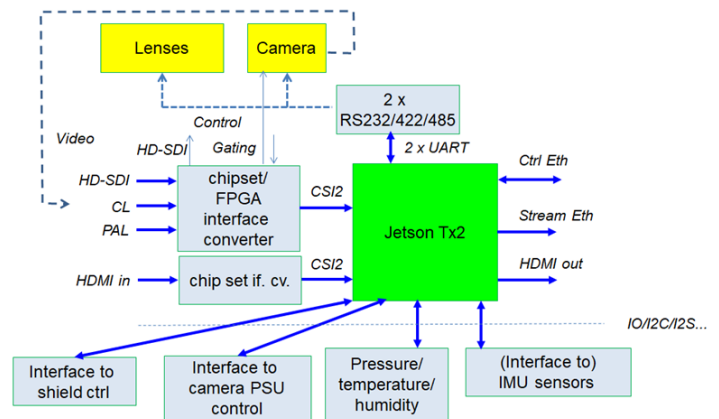 Lenses
Camera
2 x
RS232/422/485
Video
Control
HD-SDI
Gating
2 x UART
HD-SDI
CL
PAL
chipset/
FPGA
interface
converter
CSI2
Jetson Tx2
Ctrl Eth
Stream Eth
HDMI out
HDMI in
chip set if. cv.
CSI2
IO/I2C/I2S...
Interface to
shield ctrl
Interface to
camera PSU
control
Pressure/
temperature/
humidity
(Interface to)
IMU sensors